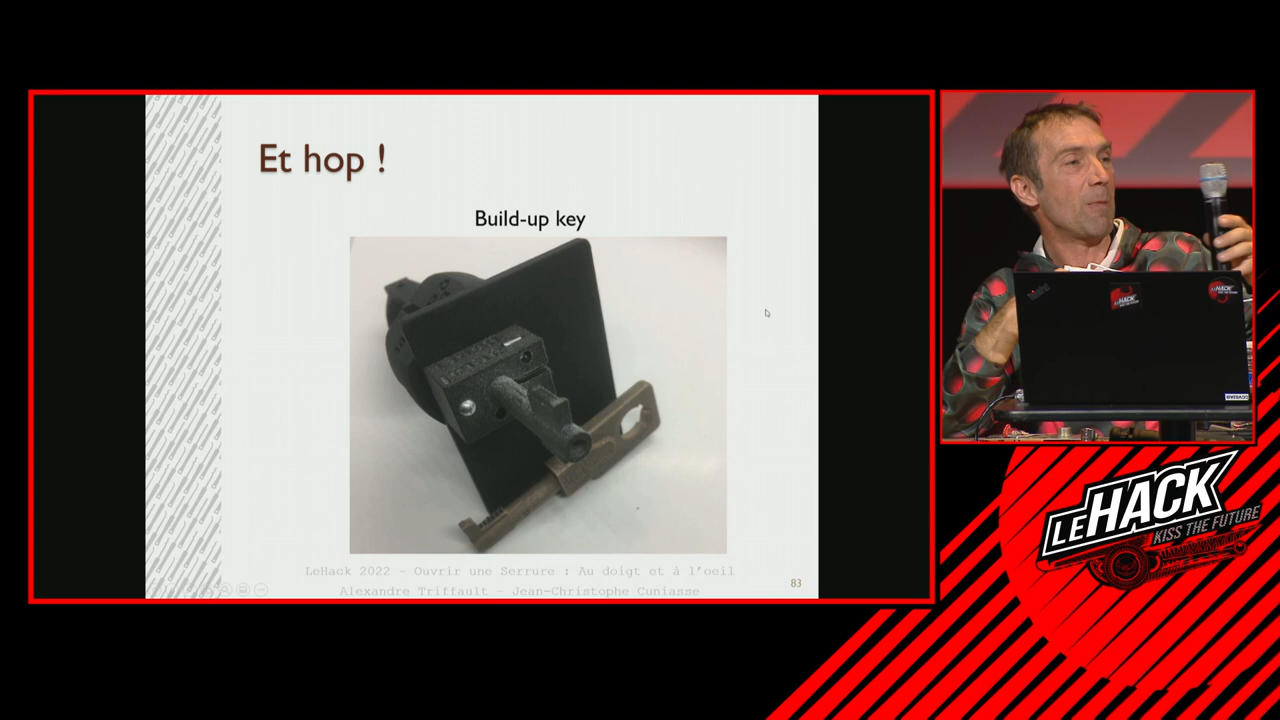 Et hop !
Build-up key
LeHack 2022 – Ouvrir une Serrure : Au doigt et à l'oeil
Alexandre Triffault – Jean-Christophe Cuniasse
83
LEHACK
LEHACK
KISS THE FUTURE